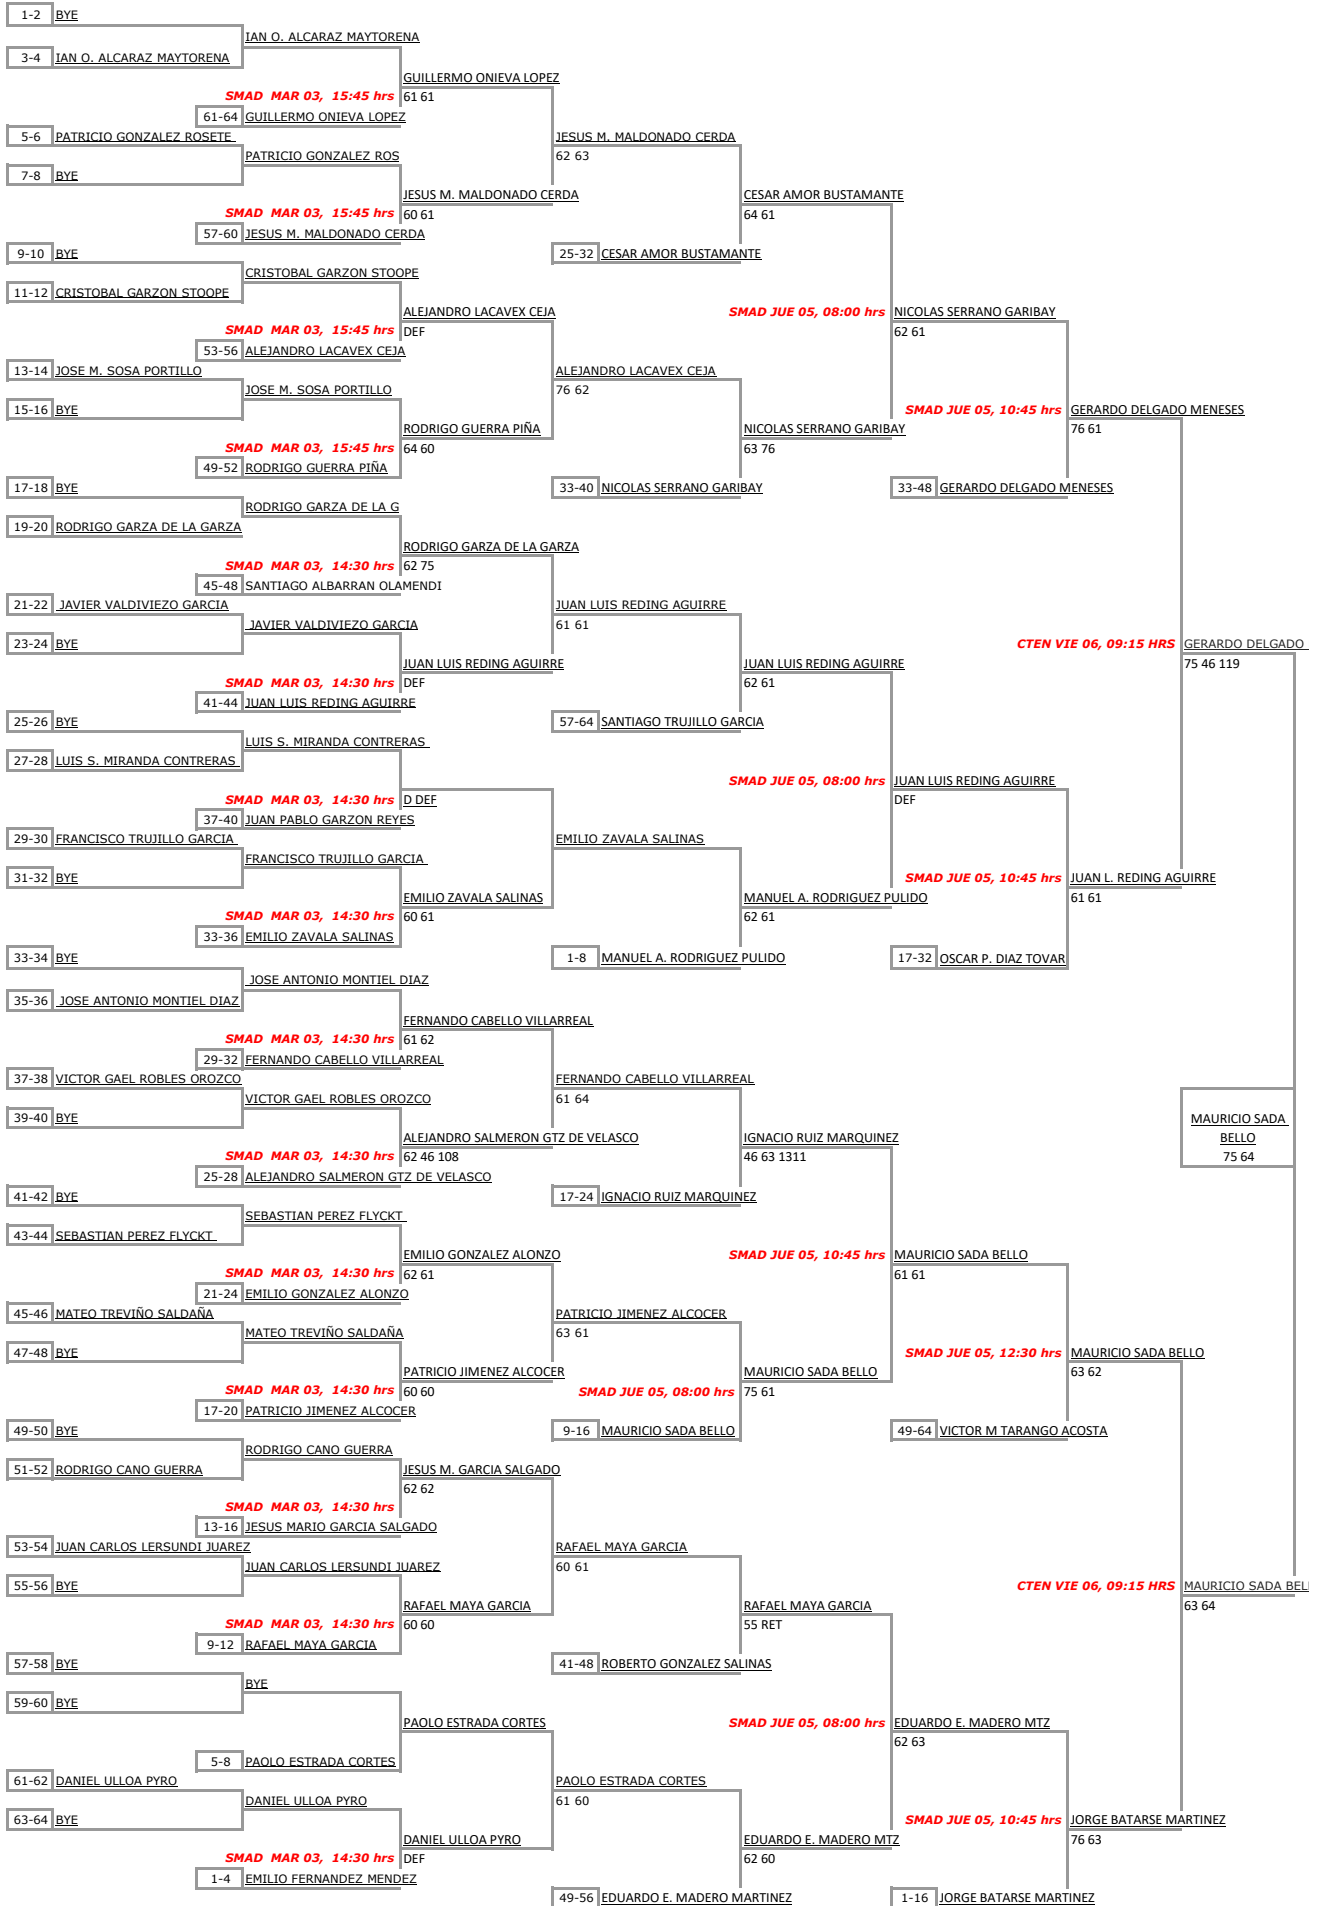 1-2 BYE
IAN O. ALCARAZ MAYTORENA
3-4 IAN O. ALCARAZ MAYTORENA
GUILLERMO ONIEVA LOPEZ
SMAD MAR 03, 15:45 hrs 61 61
61-64 GUILLERMO ONIEVA LOPEZ
5-6 PATRICIO GONZALEZ ROSETE JESUS M. MALDONADO CERDA
PATRICIO GONZALEZ ROS 62 63
7-8 BYE
JESUS M. MALDONADO CERDA CESAR AMOR BUSTAMANTE
SMAD MAR 03, 15:45 hrs 60 61 64 61
57-60 JESUS M. MALDONADO CERDA
9-10 BYE 25-32 CESAR AMOR BUSTAMANTE
CRISTOBAL GARZON STOOPE
11-12 CRISTOBAL GARZON STOOPE
ALEJANDRO LACAVEX CEJA SMAD JUE 05, 08:00 hrs NICOLAS SERRANO GARIBAY
SMAD MAR 03, 15:45 hrs DEF 62 61
53-56 ALEJANDRO LACAVEX CEJA
13-14 JOSE M. SOSA PORTILLO ALEJANDRO LACAVEX CEJA
JOSE M. SOSA PORTILLO 76 62
15-16 BYE SMAD JUE 05, 10:45 hrs GERARDO DELGADO MENESES
RODRIGO GUERRA PIÑA NICOLAS SERRANO GARIBAY 76 61
SMAD MAR 03, 15:45 hrs 64 60 63 76
49-52 RODRIGO GUERRA PIÑA
17-18 BYE 33-40 NICOLAS SERRANO GARIBAY 33-48 GERARDO DELGADO MENESES
RODRIGO GARZA DE LA G
19-20 RODRIGO GARZA DE LA GARZA
RODRIGO GARZA DE LA GARZA
SMAD MAR 03, 14:30 hrs 62 75
45-48 SANTIAGO ALBARRAN OLAMENDI
21-22 JAVIER VALDIVIEZO GARCIA JUAN LUIS REDING AGUIRRE
JAVIER VALDIVIEZO GARCIA 61 61
23-24 BYE CTEN VIE 06, 09:15 HRS GERARDO DELGADO
JUAN LUIS REDING AGUIRRE JUAN LUIS REDING AGUIRRE 75 46 119
SMAD MAR 03, 14:30 hrs DEF 62 61
41-44 JUAN LUIS REDING AGUIRRE
25-26 BYE 57-64 SANTIAGO TRUJILLO GARCIA
LUIS S. MIRANDA CONTRERAS
27-28 LUIS S. MIRANDA CONTRERAS
SMAD JUE 05, 08:00 hrs JUAN LUIS REDING AGUIRRE
SMAD MAR 03, 14:30 hrs D DEF DEF
37-40 JUAN PABLO GARZON REYES
29-30 FRANCISCO TRUJILLO GARCIA EMILIO ZAVALA SALINAS
FRANCISCO TRUJILLO GARCIA
31-32 BYE SMAD JUE 05, 10:45 hrs JUAN L. REDING AGUIRRE
EMILIO ZAVALA SALINAS MANUEL A. RODRIGUEZ PULIDO 61 61
SMAD MAR 03, 14:30 hrs 60 61 62 61
33-36 EMILIO ZAVALA SALINAS
33-34 BYE 1-8 MANUEL A. RODRIGUEZ PULIDO 17-32 OSCAR P. DIAZ TOVAR
JOSE ANTONIO MONTIEL DIAZ
35-36 JOSE ANTONIO MONTIEL DIAZ
FERNANDO CABELLO VILLARREAL
SMAD MAR 03, 14:30 hrs 61 62
29-32 FERNANDO CABELLO VILLARREAL
37-38 VICTOR GAEL ROBLES OROZCO FERNANDO CABELLO VILLARREAL
VICTOR GAEL ROBLES OROZCO 61 64
39-40 BYE MAURICIO SADA
ALEJANDRO SALMERON GTZ DE VELASCO IGNACIO RUIZ MARQUINEZ BELLO
SMAD MAR 03, 14:30 hrs 62 46 108 46 63 1311 75 64
25-28 ALEJANDRO SALMERON GTZ DE VELASCO
41-42 BYE 17-24 IGNACIO RUIZ MARQUINEZ
SEBASTIAN PEREZ FLYCKT
43-44 SEBASTIAN PEREZ FLYCKT
EMILIO GONZALEZ ALONZO SMAD JUE 05, 10:45 hrs MAURICIO SADA BELLO
SMAD MAR 03, 14:30 hrs 62 61 61 61
21-24 EMILIO GONZALEZ ALONZO
45-46 MATEO TREVIÑO SALDAÑA PATRICIO JIMENEZ ALCOCER
MATEO TREVIÑO SALDAÑA 63 61
47-48 BYE SMAD JUE 05, 12:30 hrs MAURICIO SADA BELLO
PATRICIO JIMENEZ ALCOCER MAURICIO SADA BELLO 63 62
SMAD MAR 03, 14:30 hrs 60 60 SMAD JUE 05, 08:00 hrs 75 61
17-20 PATRICIO JIMENEZ ALCOCER
49-50 BYE 9-16 MAURICIO SADA BELLO 49-64 VICTOR M TARANGO ACOSTA
RODRIGO CANO GUERRA
51-52 RODRIGO CANO GUERRA JESUS M. GARCIA SALGADO
62 62
SMAD MAR 03, 14:30 hrs
13-16 JESUS MARIO GARCIA SALGADO
53-54 JUAN CARLOS LERSUNDI JUAREZ RAFAEL MAYA GARCIA
JUAN CARLOS LERSUNDI JUAREZ 60 61
55-56 BYE CTEN VIE 06, 09:15 HRS MAURICIO SADA BEL
RAFAEL MAYA GARCIA RAFAEL MAYA GARCIA 63 64
SMAD MAR 03, 14:30 hrs 60 60 55 RET
9-12 RAFAEL MAYA GARCIA
57-58 BYE 41-48 ROBERTO GONZALEZ SALINAS
BYE
59-60 BYE
PAOLO ESTRADA CORTES SMAD JUE 05, 08:00 hrs EDUARDO E. MADERO MTZ
62 63
5-8 PAOLO ESTRADA CORTES
61-62 DANIEL ULLOA PYRO PAOLO ESTRADA CORTES
DANIEL ULLOA PYRO 61 60
63-64 BYE SMAD JUE 05, 10:45 hrs JORGE BATARSE MARTINEZ
DANIEL ULLOA PYRO EDUARDO E. MADERO MTZ 76 63
SMAD MAR 03, 14:30 hrs DEF 62 60
1-4 EMILIO FERNANDEZ MENDEZ
49-56 EDUARDO E. MADERO MARTINEZ 1-16 JORGE BATARSE MARTINEZ